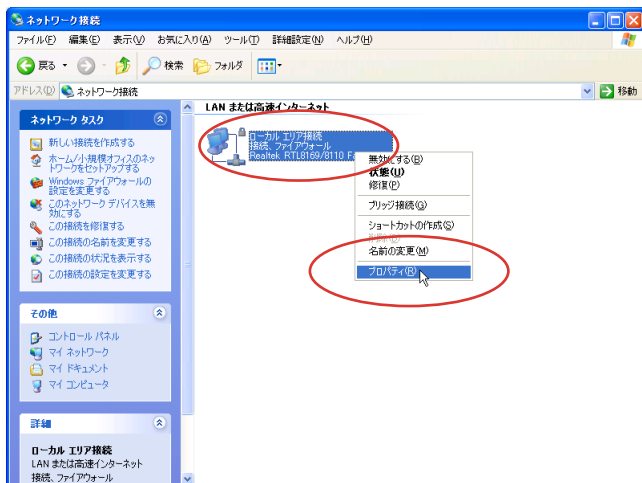 ネットワーク接続
ファイル(F) 編集(E) 表示(V) お気に入り(A) ツール(T) 詳細設定(N) ヘルプ(H)
戻る 検索 フォルダ
アドレス(D) ネットワーク接続 移動
ネットワーク タスク
新しい接続を作成する
ホーム/小規模オフィスのネッ
トワークをセットアップする
Windows ファイアウォールの
設定を変更する
このネットワーク デバイスを無
効にする
この接続を修復する
この接続の名前を変更する
この接続の状況を表示する
この接続の設定を変更する
その他
コントロール パネル
マイ ネットワーク
マイ ドキュメント
マイ コンピュータ
詳細
ローカル エリア接続
LAN または高速インターネット
接続、ファイアウォール
LAN または高速インターネット
ローカル エリア接続
接続、ファイアウォール
Realtek RTL8169/8110 F
無効にする(B)
状態(U)
修復(P)
ブリッジ接続(G)
ショートカットの作成(S)
削除(D)
名前の変更(M)
プロパティ(R)